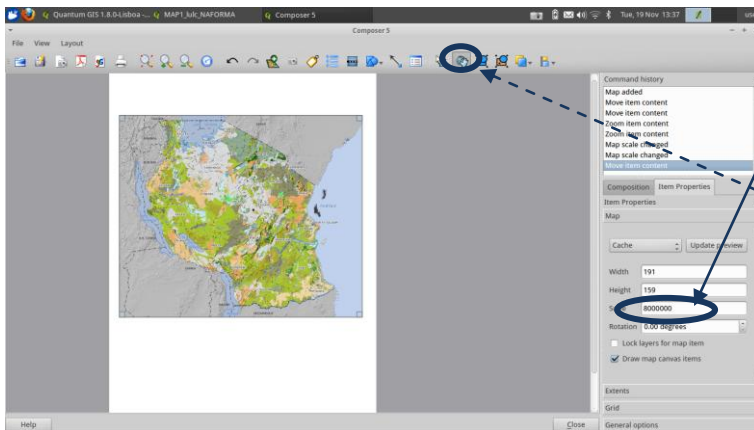 Quantum GIS 1.8.0-Lisboa -... MAP1_lulc_NAFORMA Composer 5 Tue, 19 Nov 13:37
Composer 5
File View Layout
Command history
Map added
Move item content
Move item content
Zoom item content
Zoom item content
Map scale changed
Map scale changed
Move item content
Composition Item Properties
Item Properties
Map
Cache Update preview
Width 191
Height 159
8000000
Rotation 0.00 degrees
Lock layers for map item
Draw map canvas items
Extents
Grid
General options
Help Close